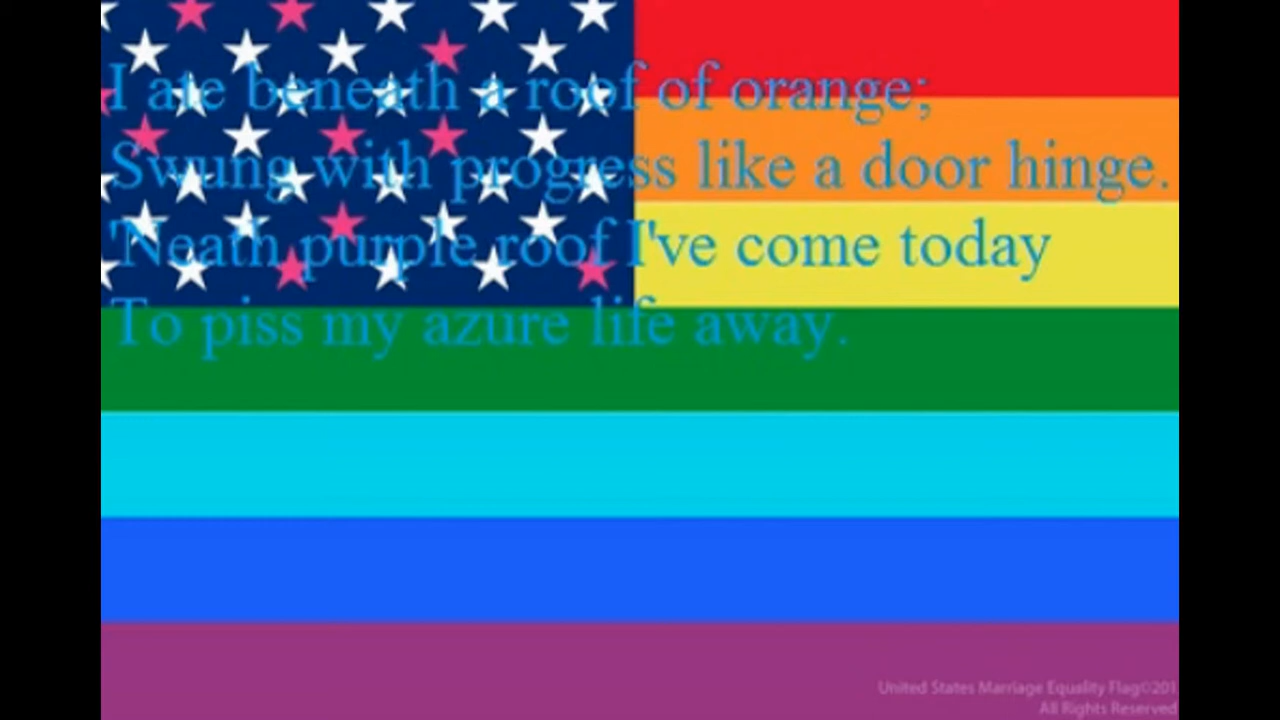 I ate beneath a roof of orange;
Swung with progress like a door hinge.
'Neath purple roof I've come today
To piss my azure life away.
United States Marriage Equality Flag©201
All Rights Reserved